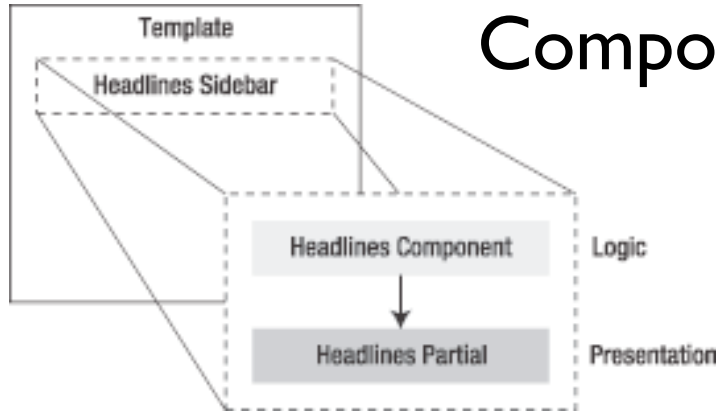 Template
Compo
Headlines Sidebar
Headlines Component
Logic
Headlines Partial
Presentation